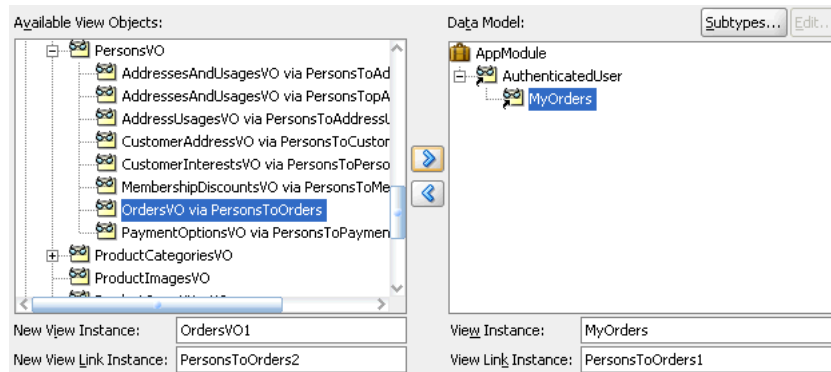 Available View Objects:
PersonsVO
AddressesAndUsagesVO via PersonsToAd
AddressesAndUsagesVO via PersonsTopA
AddressUsagesVO via PersonsToAddressU
CustomerAddressVO via PersonsToCustor
CustomerInterestsVO via PersonsToPerso
MembershipDiscountsVO via PersonsToMe
OrdersVO via PersonsToOrders
PaymentOptionsVO via PersonsToPaymen
ProductCategoriesVO
ProductImagesVO
New View Instance: OrdersVO1
New View Link Instance: PersonsToOrders2
Data Model:
Subtypes... Edit..
AppModule
AuthenticatedUser
MyOrders
View Instance: MyOrders
View Link Instance: PersonsToOrders1